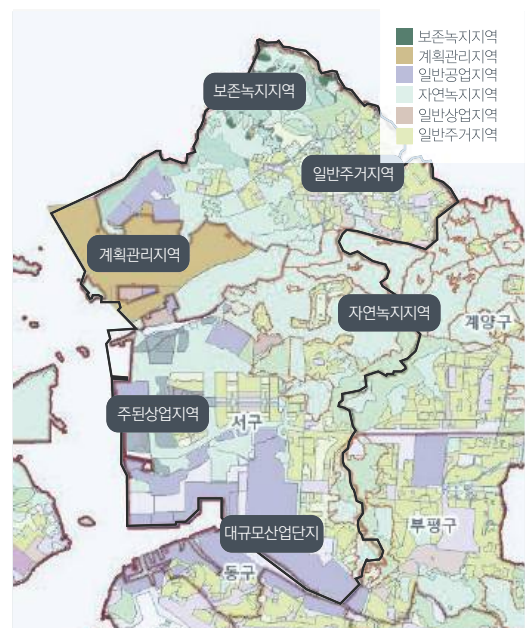 보존녹지지역
계획관리지역
일반공업지역
자연녹지지역
일반상업지역
일반주거지역
보존녹지지역
일반주거지역
계획관리지역
자연녹지지역
계양구
주된상업지역
서구
대규모산업단지
부평구
동구